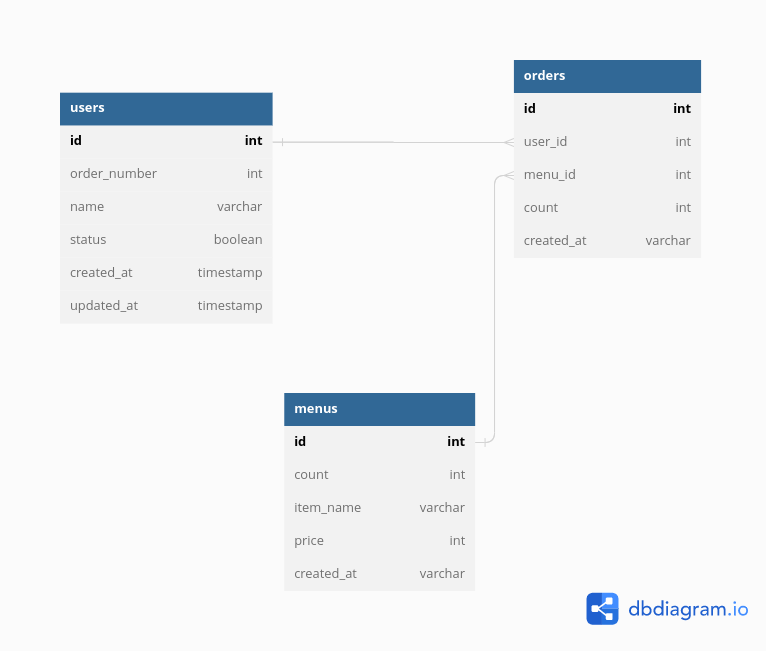 users
id int
order_number int
name varchar
status boolean
created_at timestamp
updated_at timestamp
orders
id int
user_id int
menu_id int
count int
created_at varchar
menus
id int
count int
item_name varchar
price int
created_at varchar
dbdiagram.io